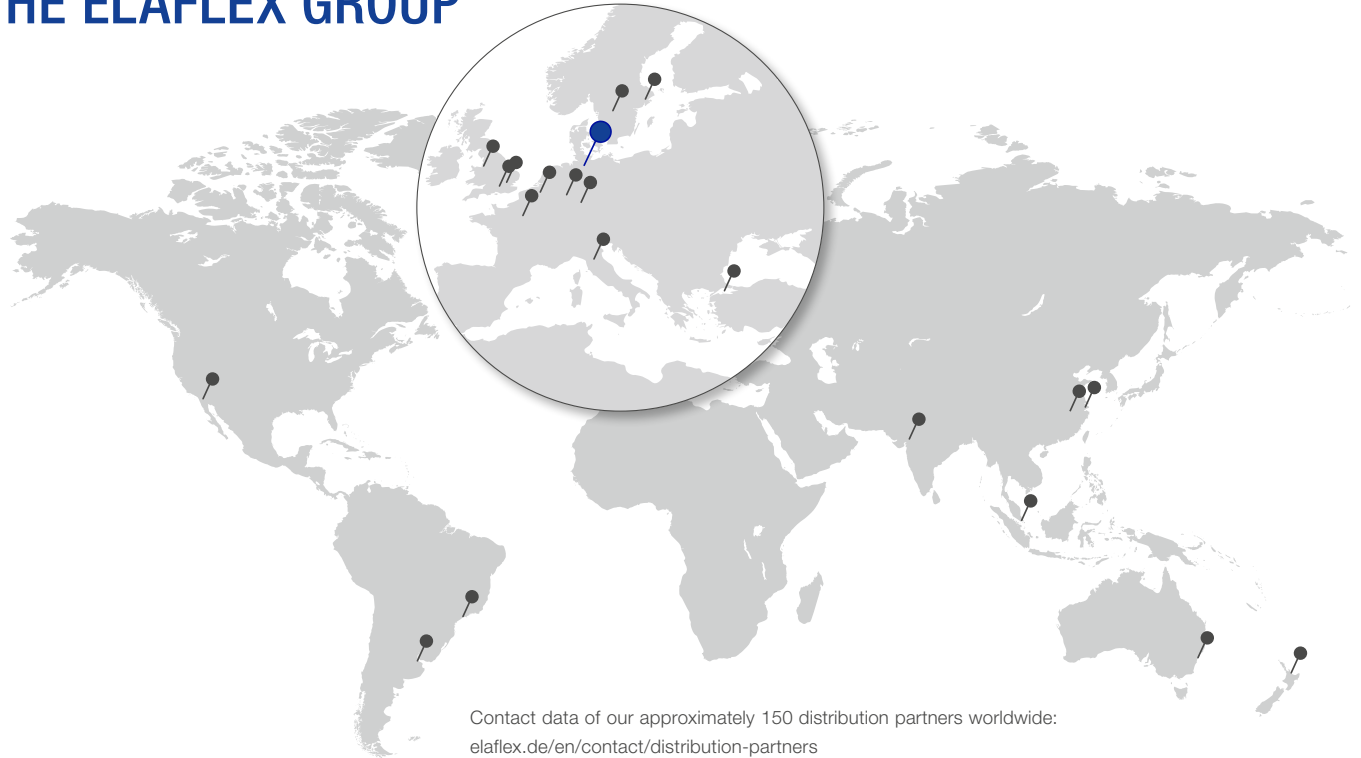 HE ELAFLEX GROUP
Contact data of our approximately 150 distribution partners worldwide:
elaflex.de/en/contact/distribution-partners